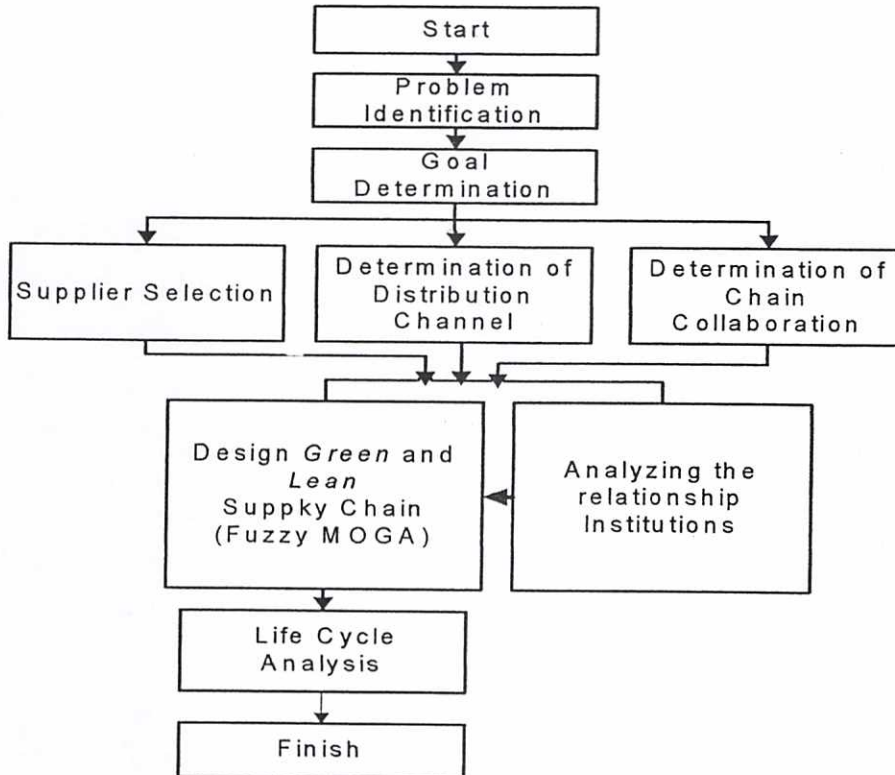 Start
Problem
Identification
Goal
Determination
Supplier Selection
Determination of
Distribution
Channel
Determination of
Chain
Collaboration
Design Green and
Lean
Suppky Chain
(Fuzzy MOGA)
Analyzing the
relationship
Institutions
Life Cycle
Analysis
Finish